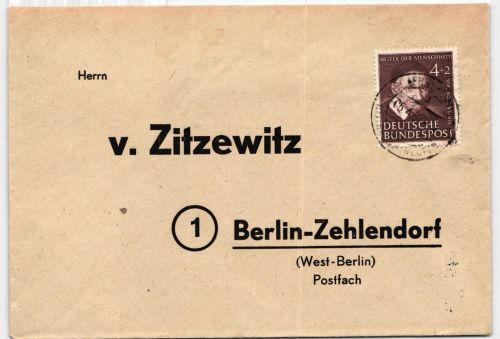 HELFER DER MENSCHHEIT
4+2
DEUTSCHE
BUNDESPOST
Herrn
v. Zitzewitz
1 Berlin-Zehlendorf
(West-Berlin)
Postfach